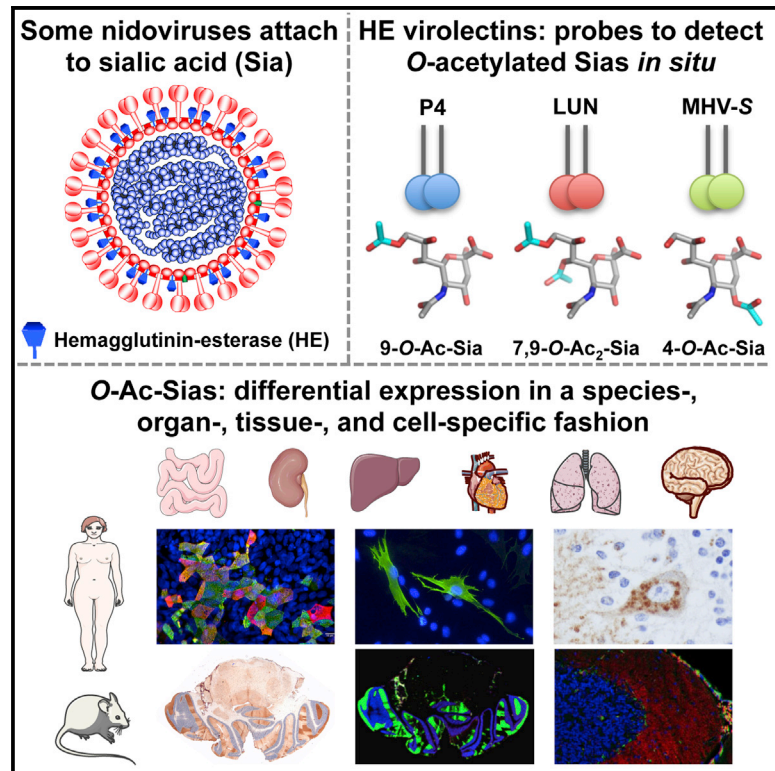 Some nidoviruses attach
to sialic acid (Sia)
Hemagglutinin-esterase (HE)
HE virolectins: probes to detect
O-acetylated Sias in situ
P4 LUN MHV-S
9-O-Ac-Sia 7,9-O-Ac₂-Sia 4-O-Ac-Sia
O-Ac-Sias: differential expression in a species-,
organ-, tissue-, and cell-specific fashion